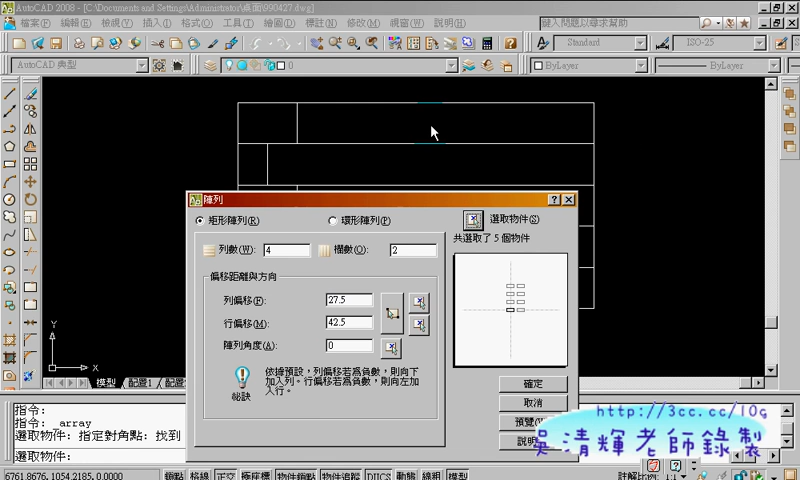 AutoCAD 2008 - [C:\Documents and Settings\Administrator\桌面\990427.dwg]
檔案(F) 編輯(E) 檢視(V) 插入(I) 格式(O) 工具(T) 繪圖(D) 標註(N) 修改(M) 視窗(W) 說明(H) 鍵入問題以尋求幫助
Standard ISO-25
AutoCAD 典型 0 ByLayer ByLayer
陣列
矩形陣列(R) 環形陣列(P) 選取物件(S)
共選取了 5 個物件
列數(W): 4 欄數(O): 2
偏移距離與方向
列偏移(F): 27.5
行偏移(M): 42.5
陣列角度(A): 0
依據預設，列偏移若為負數，則向下
加入列。行偏移若為負數，則向左加
入行。
祕訣
確定
取消
預覽(V)
說明
Y
X
模型 配置1 配置
指令:
指令: _array
選取物件: 指定對角點: 找到
選取物件:
http://3cc.cc/10g
吳清輝老師錄製
6761.8676, 1054.2185, 0.0000 鎖點 格線 正交 極座標 物件鎖點 物件追蹤 DUCS 動態 線粗 模型